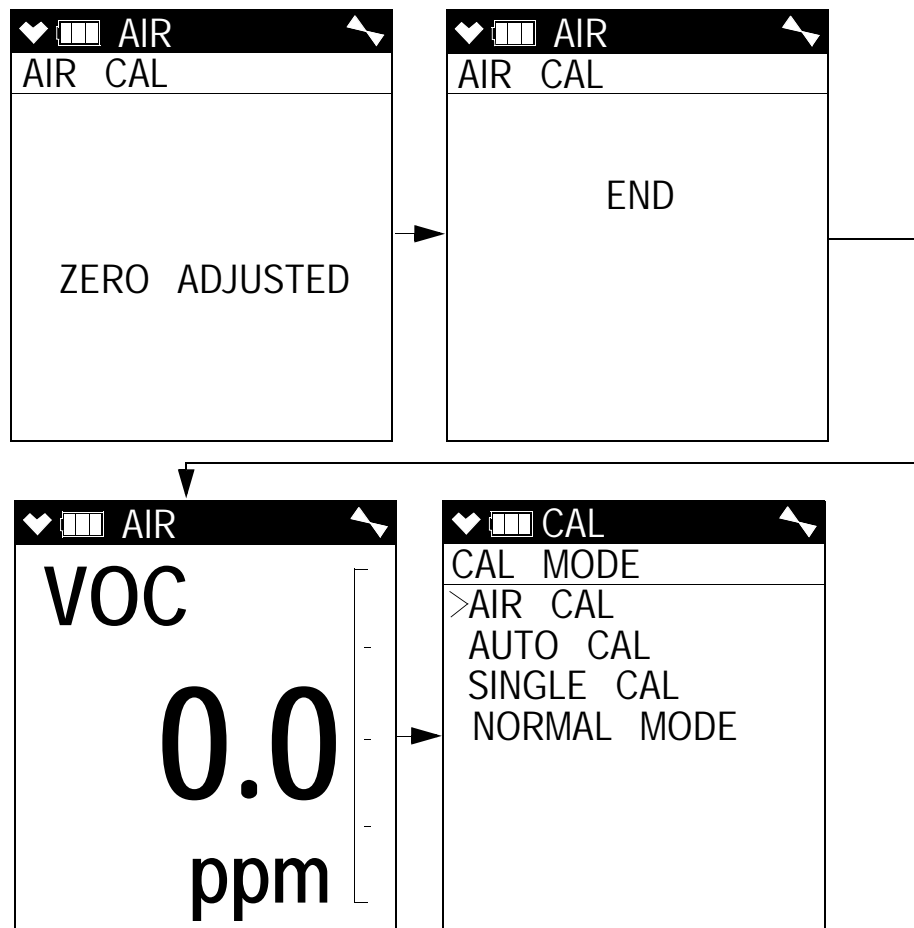 AIR
AIR CAL
ZERO ADJUSTED
AIR
AIR CAL
END
AIR
VOC
0.0
ppm
CAL
CAL MODE
>AIR CAL
AUTO CAL
SINGLE CAL
NORMAL MODE